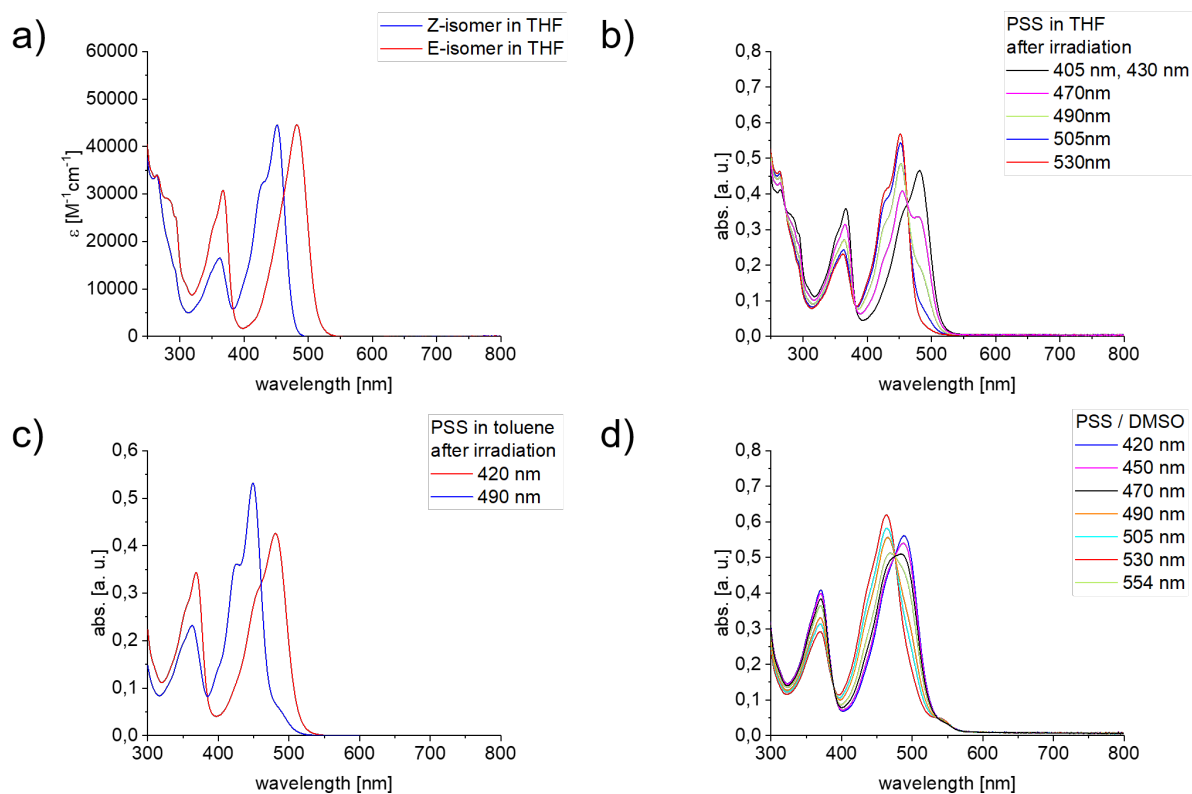 a)
Z-isomer in THF
E-isomer in THF
60000
50000
40000
30000
20000
10000
0
ε [M⁻¹cm⁻¹]
300 400 500 600 700 800
wavelength [nm]
b)
PSS in THF
after irradiation
405 nm, 430 nm
470nm
490nm
505nm
530nm
0,8
0,7
0,6
0,5
0,4
0,3
0,2
0,1
0,0
abs. [a. u.]
300 400 500 600 700 800
wavelength [nm]
c)
PSS in toluene
after irradiation
420 nm
490 nm
0,6
0,5
0,4
0,3
0,2
0,1
0,0
abs. [a. u.]
300 400 500 600 700 800
wavelength [nm]
d)
PSS / DMSO
420 nm
450 nm
470 nm
490 nm
505 nm
530 nm
554 nm
0,8
0,7
0,6
0,5
0,4
0,3
0,2
0,1
0,0
abs. [a. u.]
300 400 500 600 700 800
wavelength [nm]